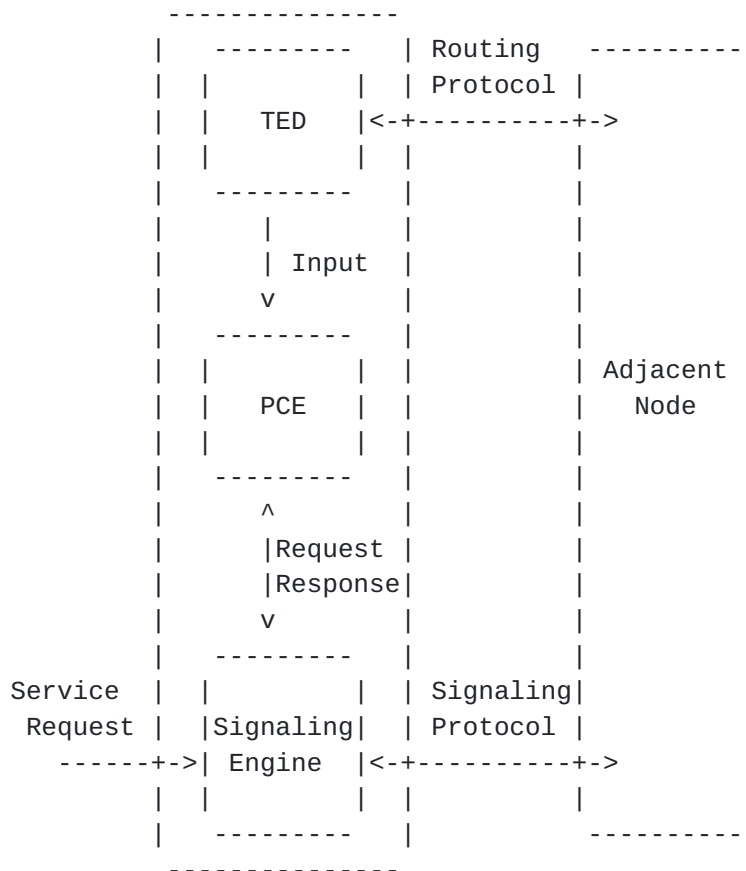 Routing
Protocol
TED
Input
Adjacent
PCE Node
Request
Response
Service Signaling
Request Signaling Protocol
Engine